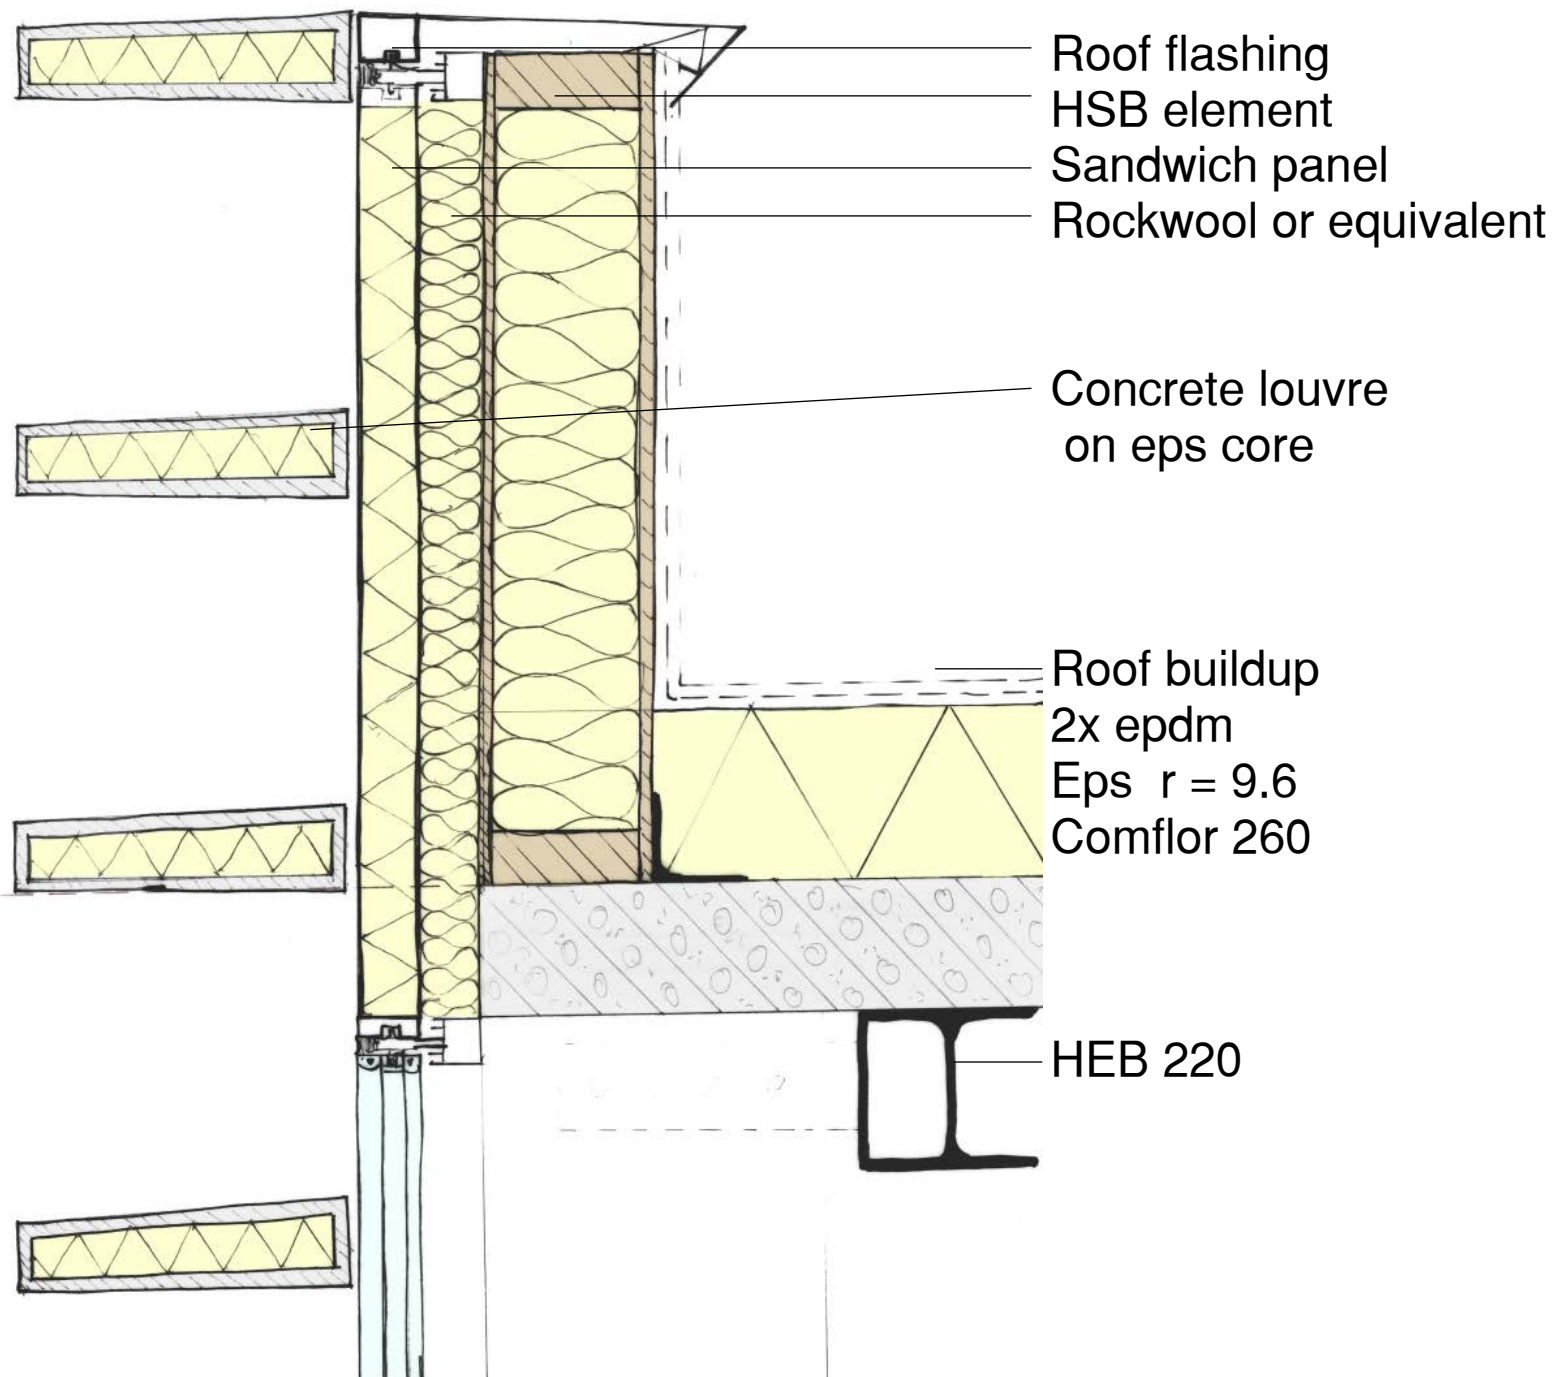 Roof flashing
HSB element
Sandwich panel
Rockwool or equivalent
Concrete louvre
on eps core
Roof buildup
2x epdm
Eps r = 9.6
Comflor 260
HEB 220